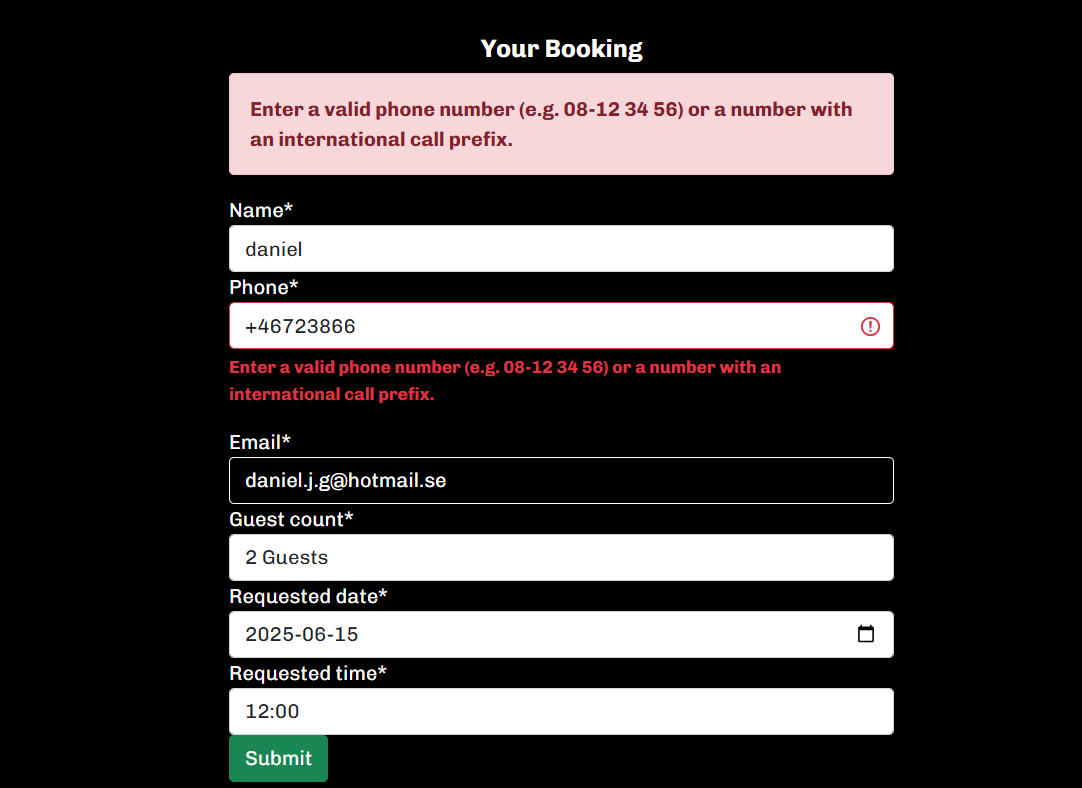 Your Booking
Enter a valid phone number (e.g. 08-12 34 56) or a number with
an international call prefix.
Name*
daniel
Phone*
+46723866
Enter a valid phone number (e.g. 08-12 34 56) or a number with an
international call prefix.
Email*
daniel.j.g@hotmail.se
Guest count*
2 Guests
Requested date*
2025-06-15
Requested time*
12:00
Submit